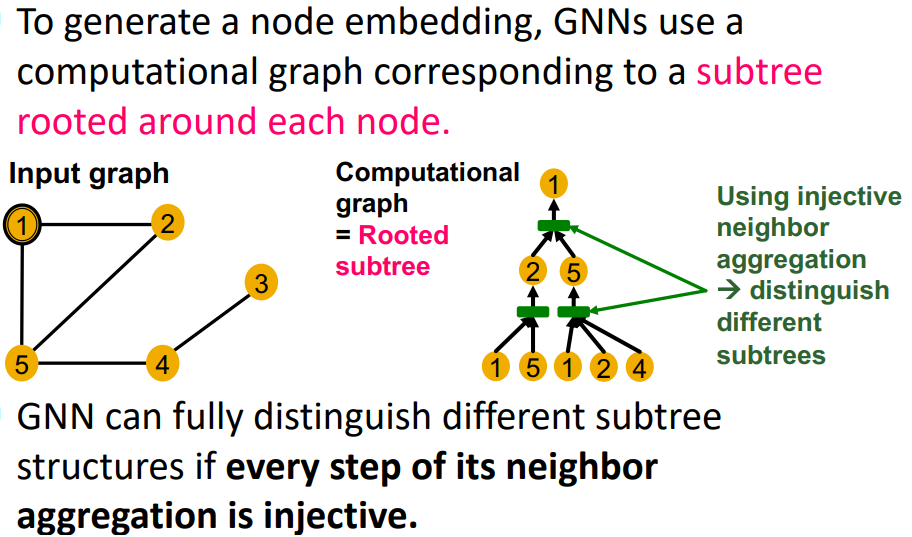 To generate a node embedding, GNNs use a
computational graph corresponding to a subtree
rooted around each node.
Input graph
1
2
3
5
4
Computational
graph
= Rooted
subtree
1
2 5
1 5 1 2 4
Using injective
neighbor
aggregation
→ distinguish
different
subtrees
GNN can fully distinguish different subtree
structures if every step of its neighbor
aggregation is injective.